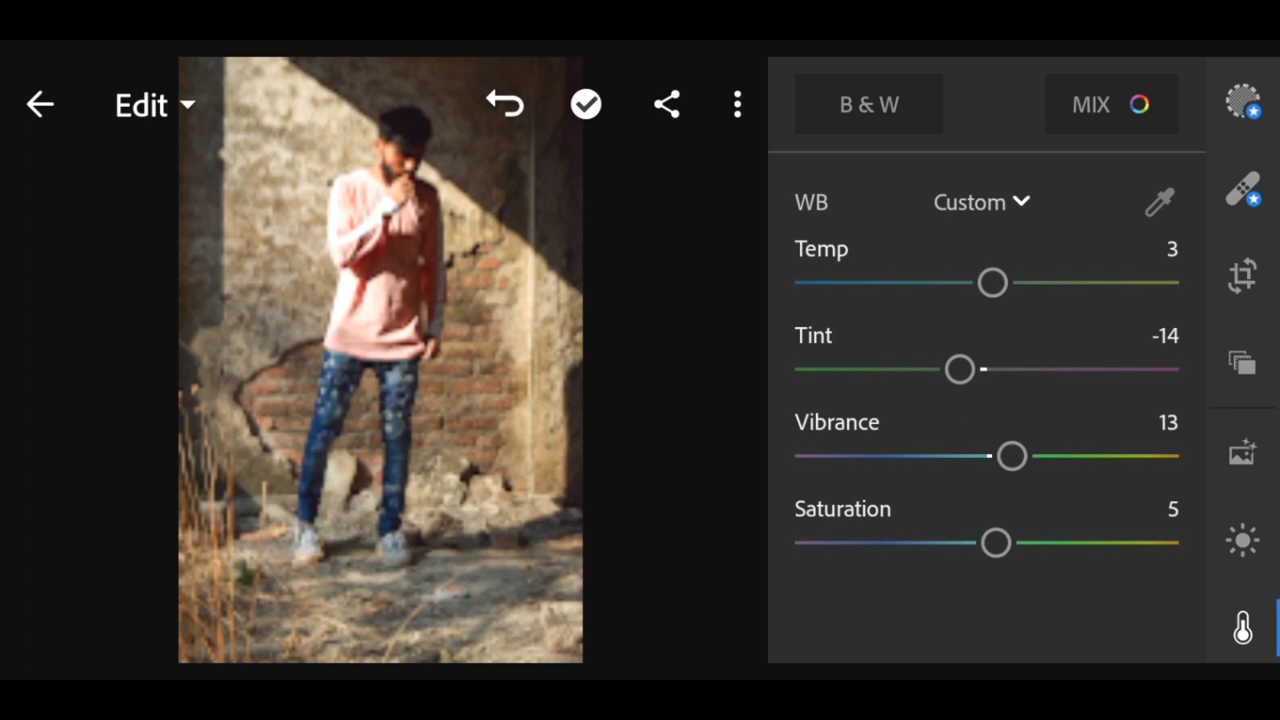 Edit
B & W
MIX
WB
Custom
Temp
3
Tint
-14
Vibrance
13
Saturation
5